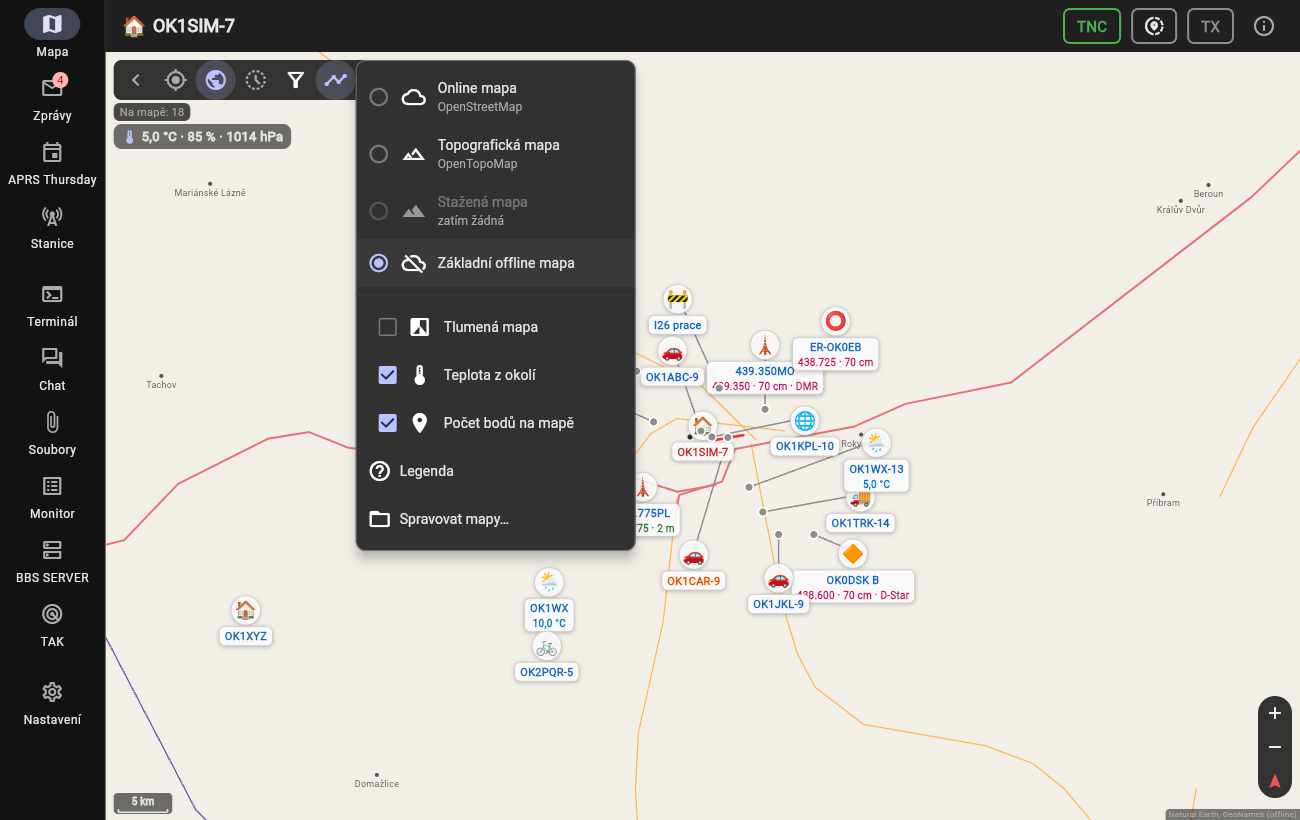 OK1SIM-7
TNC
TX
Mapa
4
Zprávy
APRS Thursday
Stanice
Terminál
Chat
Soubory
Monitor
BBS SERVER
TAK
Nastavení
Na mapě: 18
5,0 °C · 85 % · 1014 hPa
Online mapa
OpenStreetMap
Topografická mapa
OpenTopoMap
Stažená mapa
zatím žádná
Základní offline mapa
Tlumená mapa
Teplota z okolí
Počet bodů na mapě
Legenda
Spravovat mapy…
Mariánské Lázně
Beroun
Králův Dvůr
Tachov
I26 prace
ER-OK0EB
438.725 · 70 cm
OK1ABC-9
439.350MO
439.350 · 70 cm · DMR
OK1KPL-10
Roky
OK1SIM-7
OK1WX-13
5,0 °C
Příbram
.775PL
75 · 2 m
OK1TRK-14
OK1CAR-9
OK0DSK B
438.600 · 70 cm · D-Star
OK1JKL-9
OK1WX
10,0 °C
OK1XYZ
OK2PQR-5
Domažlice
5 km
Natural Earth, GeoNames (offline)